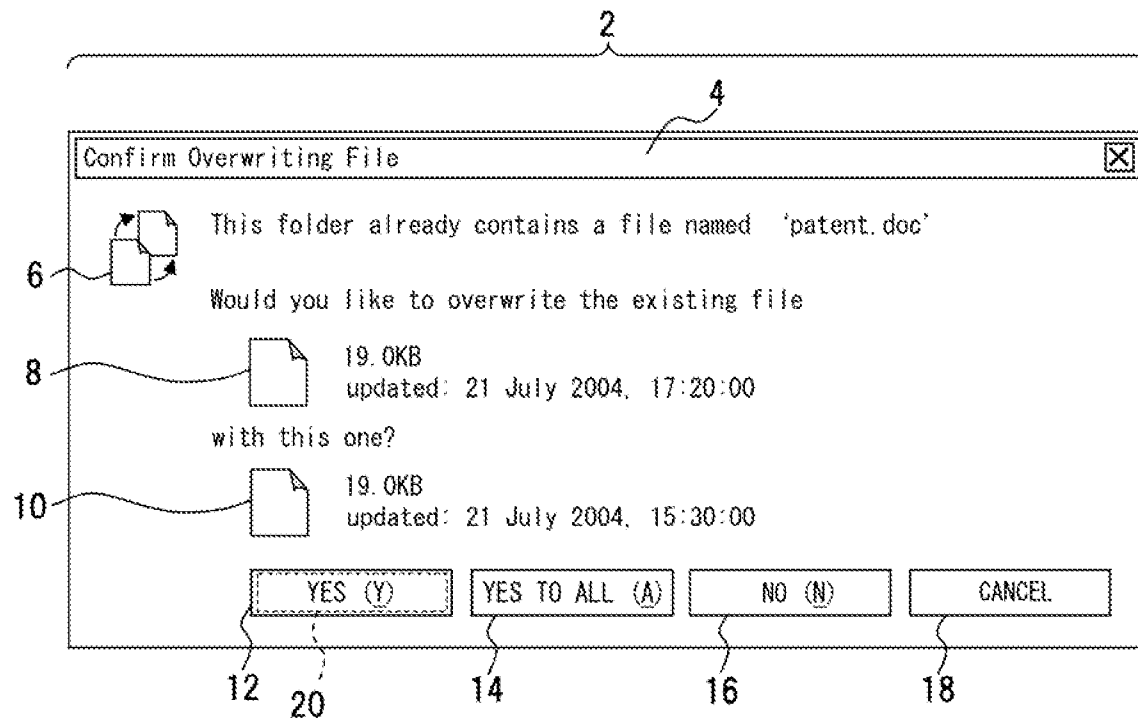 2
4
Confirm Overwriting File
This folder already contains a file named 'patent.doc'
6
Would you like to overwrite the existing file
8
19.0KB
updated: 21 July 2004, 17:20:00
with this one?
10
19.0KB
updated: 21 July 2004, 15:30:00
YES (Y) YES TO ALL (A) NO (N) CANCEL
12 20 14 16 18